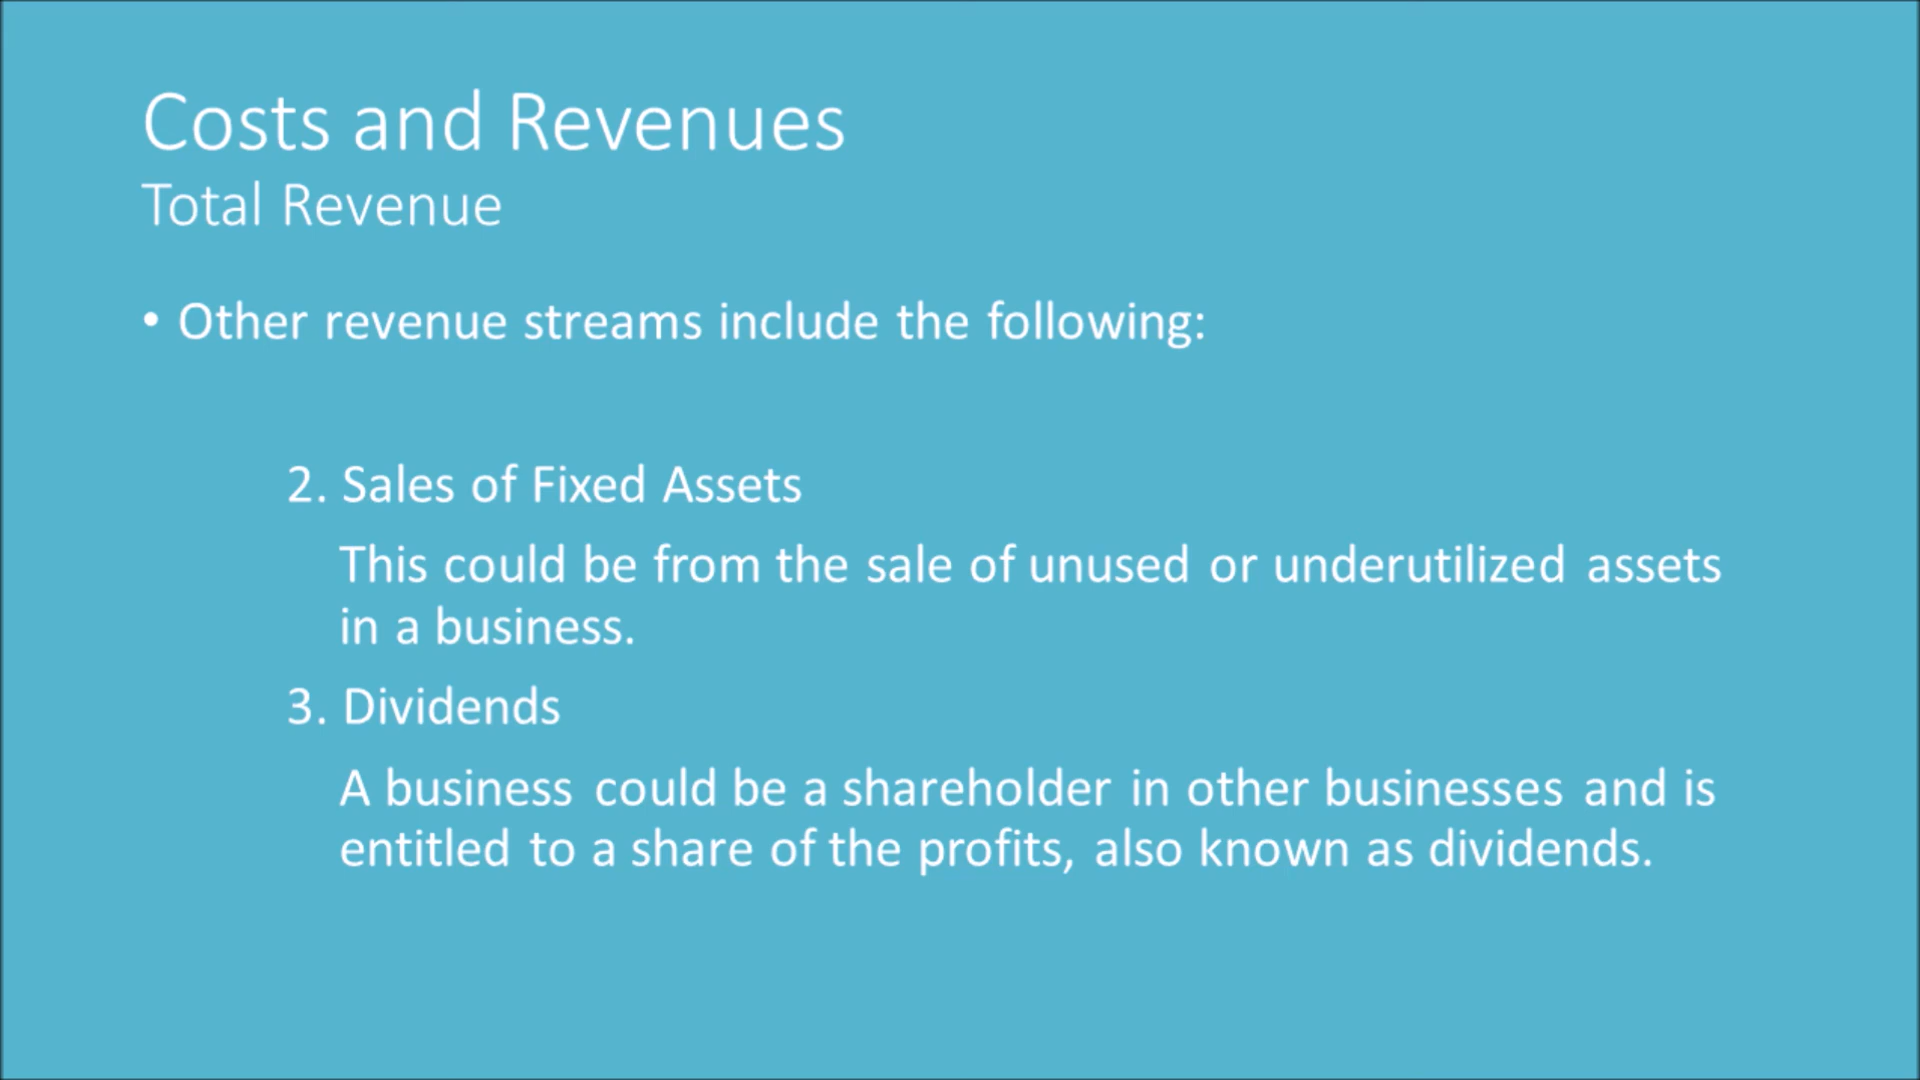 Costs and Revenues
Total Revenue
• Other revenue streams include the following:
2. Sales of Fixed Assets
This could be from the sale of unused or underutilized assets
in a business.
3. Dividends
A business could be a shareholder in other businesses and is
entitled to a share of the profits, also known as dividends.